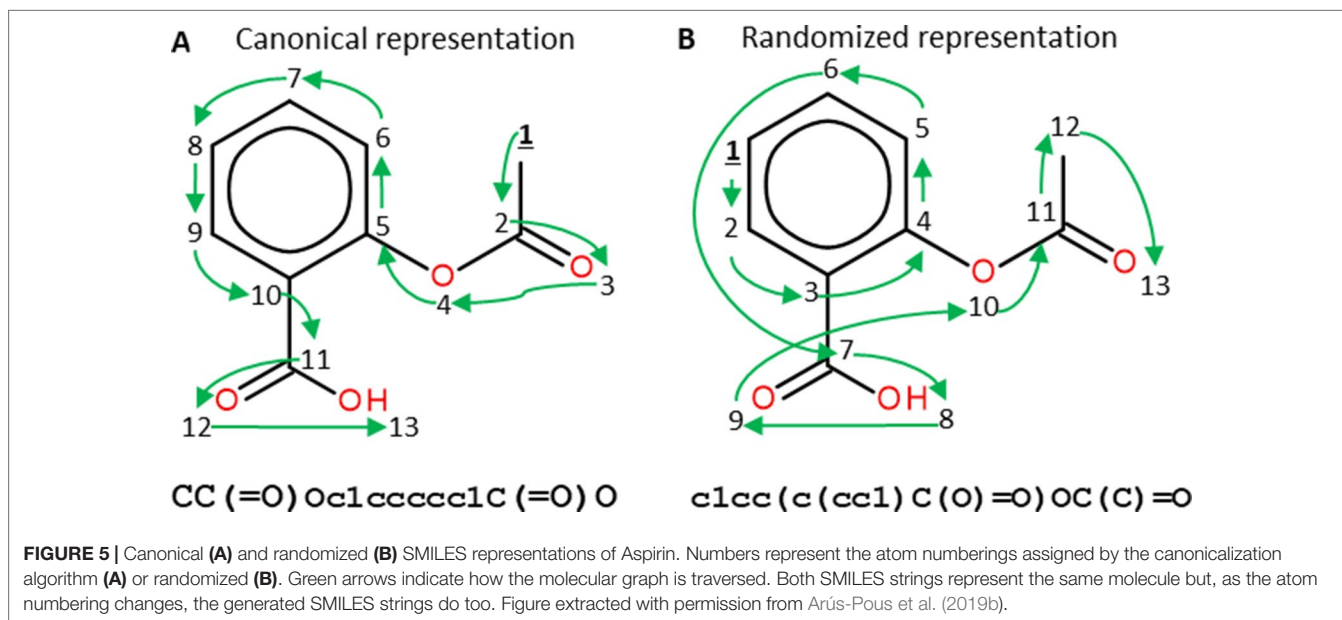 A Canonical representation
B Randomized representation
7
8
6
1
9
5
2
O
O
4
3
10
11
O
OH
12
13
6
1
5
12
2
4
11
3
O
O
10
13
7
O
OH
9
8
CC(=O)Oc1ccccc1C(=O)O
c1cc(c(cc1)C(O)=O)OC(C)=O
FIGURE 5 | Canonical (A) and randomized (B) SMILES representations of Aspirin. Numbers represent the atom numberings assigned by the canonicalization
algorithm (A) or randomized (B). Green arrows indicate how the molecular graph is traversed. Both SMILES strings represent the same molecule but, as the atom
numbering changes, the generated SMILES strings do too. Figure extracted with permission from Arús-Pous et al. (2019b).